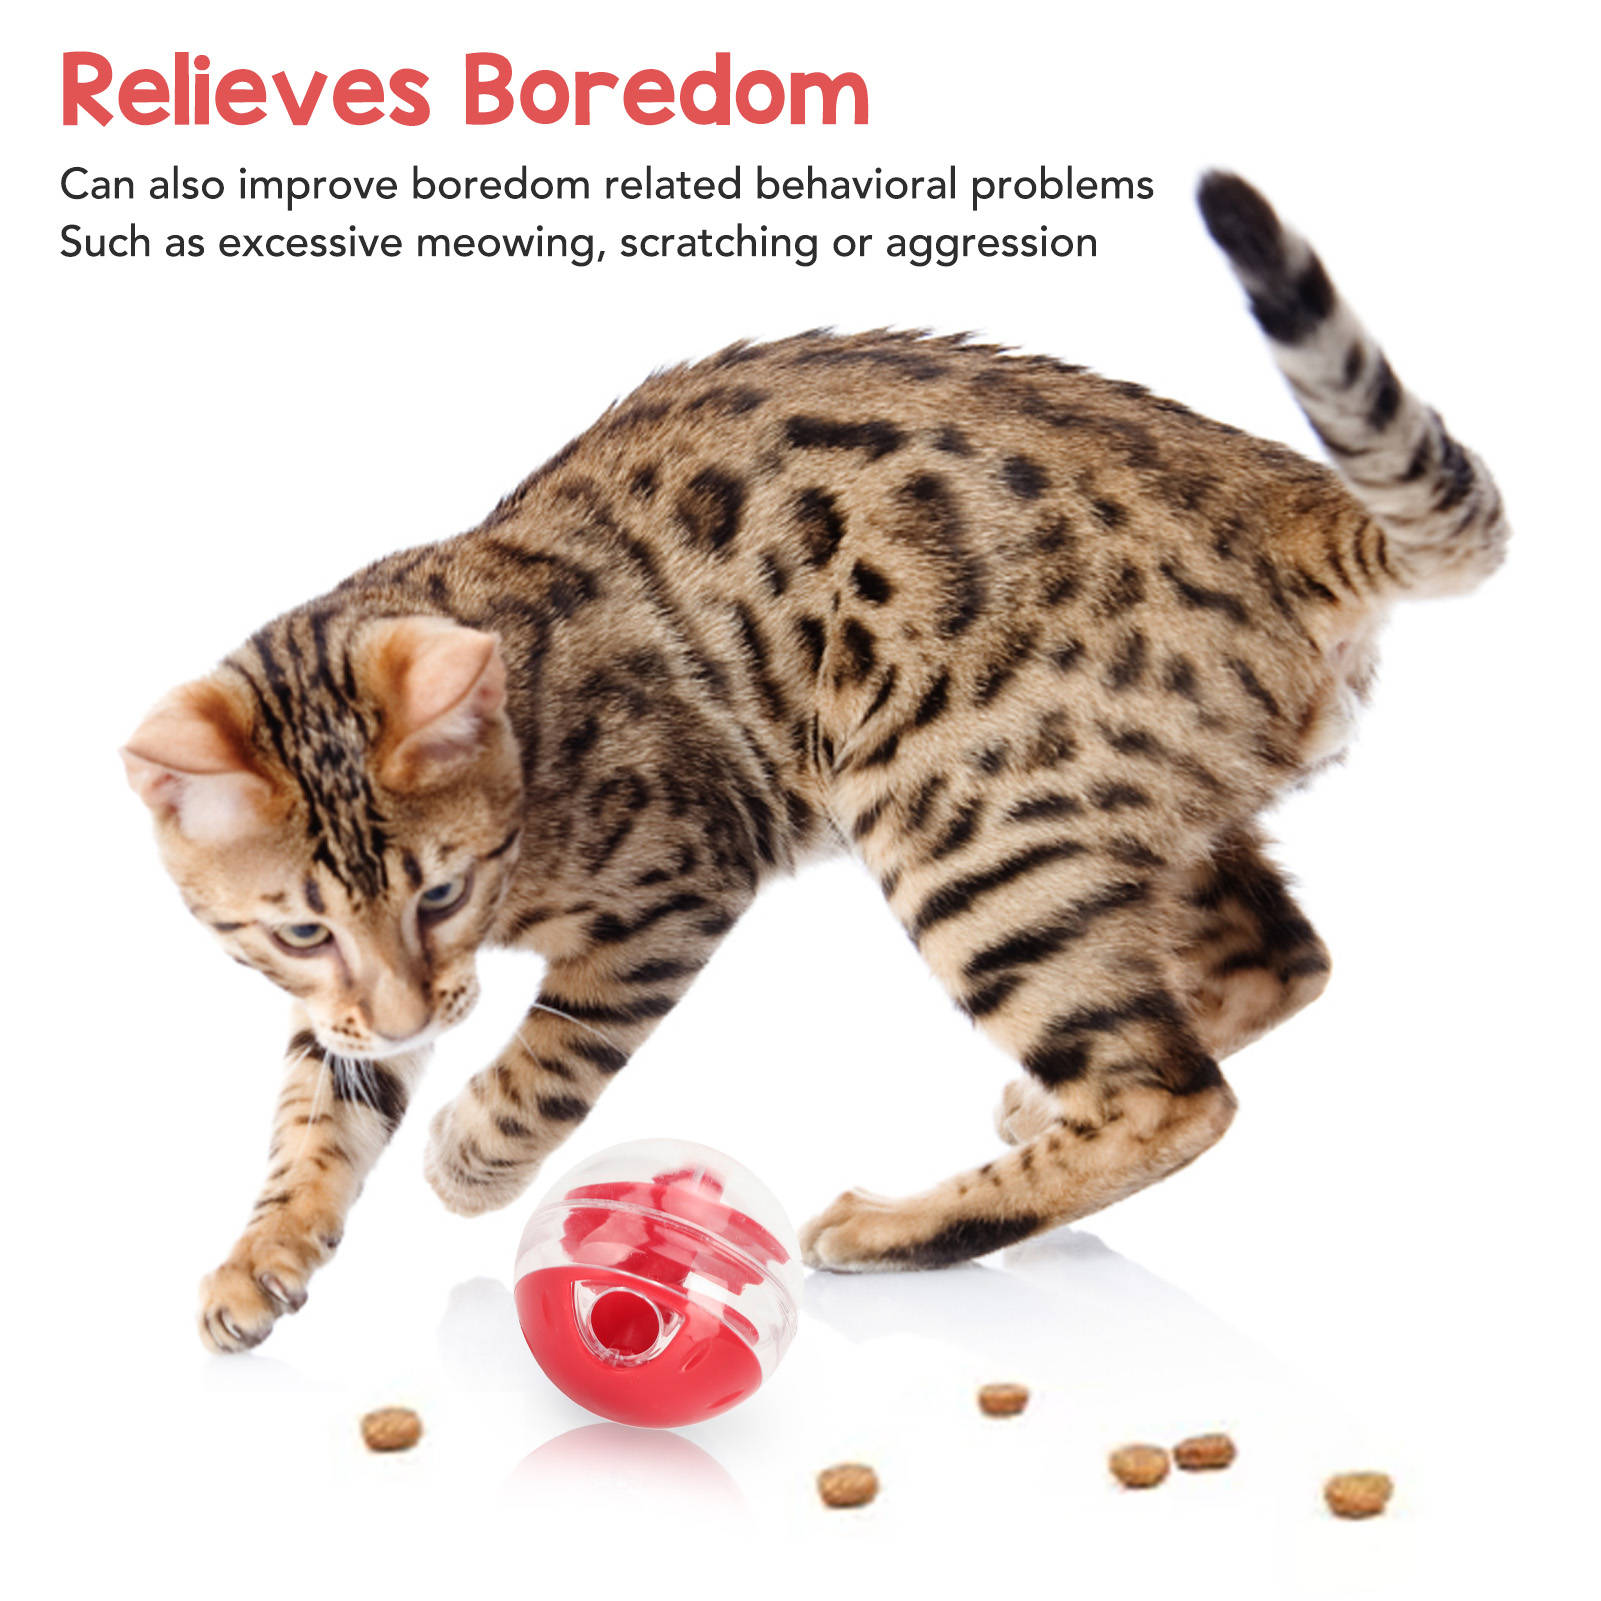 Relieves Boredom
Can also improve boredom related behavioral problems
Such as excessive meowing, scratching or aggression